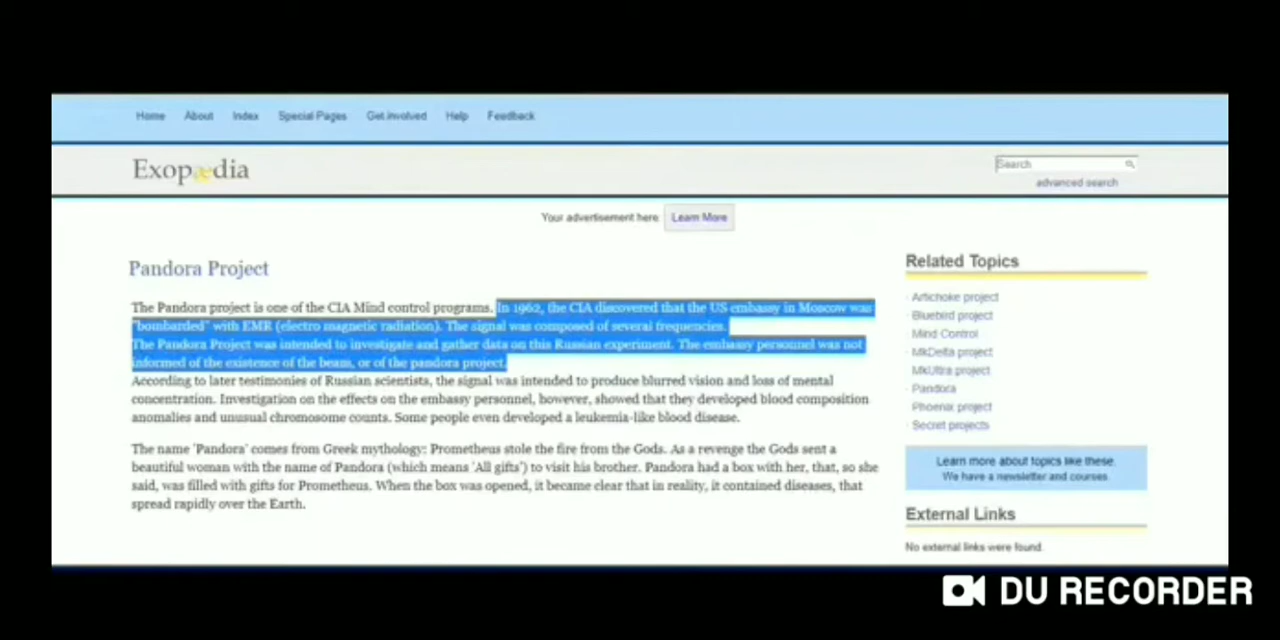 Home About Index Special Pages Get involved Help Feedback
Exopædia
Search
advanced search
Your advertisement here Learn More
Pandora Project
The Pandora project is one of the CIA Mind control programs. In 1962, the CIA discovered that the US embassy in Moscow was
"bombarded" with EMR (electro magnetic radiation). The signal was composed of several frequencies.
The Pandora Project was intended to investigate and gather data on this Russian experiment. The embassy personnel was not
informed of the existence of the beam, or of the pandora project.
According to later testimonies of Russian scientists, the signal was intended to produce blurred vision and loss of mental
concentration. Investigation on the effects on the embassy personnel, however, showed that they developed blood composition
anomalies and unusual chromosome counts. Some people even developed a leukemia-like blood disease.
The name 'Pandora' comes from Greek mythology: Prometheus stole the fire from the Gods. As a revenge the Gods sent a
beautiful woman with the name of Pandora (which means 'All gifts') to visit his brother. Pandora had a box with her, that, so she
said, was filled with gifts for Prometheus. When the box was opened, it became clear that in reality, it contained diseases, that
spread rapidly over the Earth.
Related Topics
· Artichoke project
· Bluebird project
· Mind Control
· MkDelta project
· MkUltra project
· Pandora
· Phoenix project
· Secret projects
Learn more about topics like these.
We have a newsletter and courses
External Links
No external links were found.
DU RECORDER